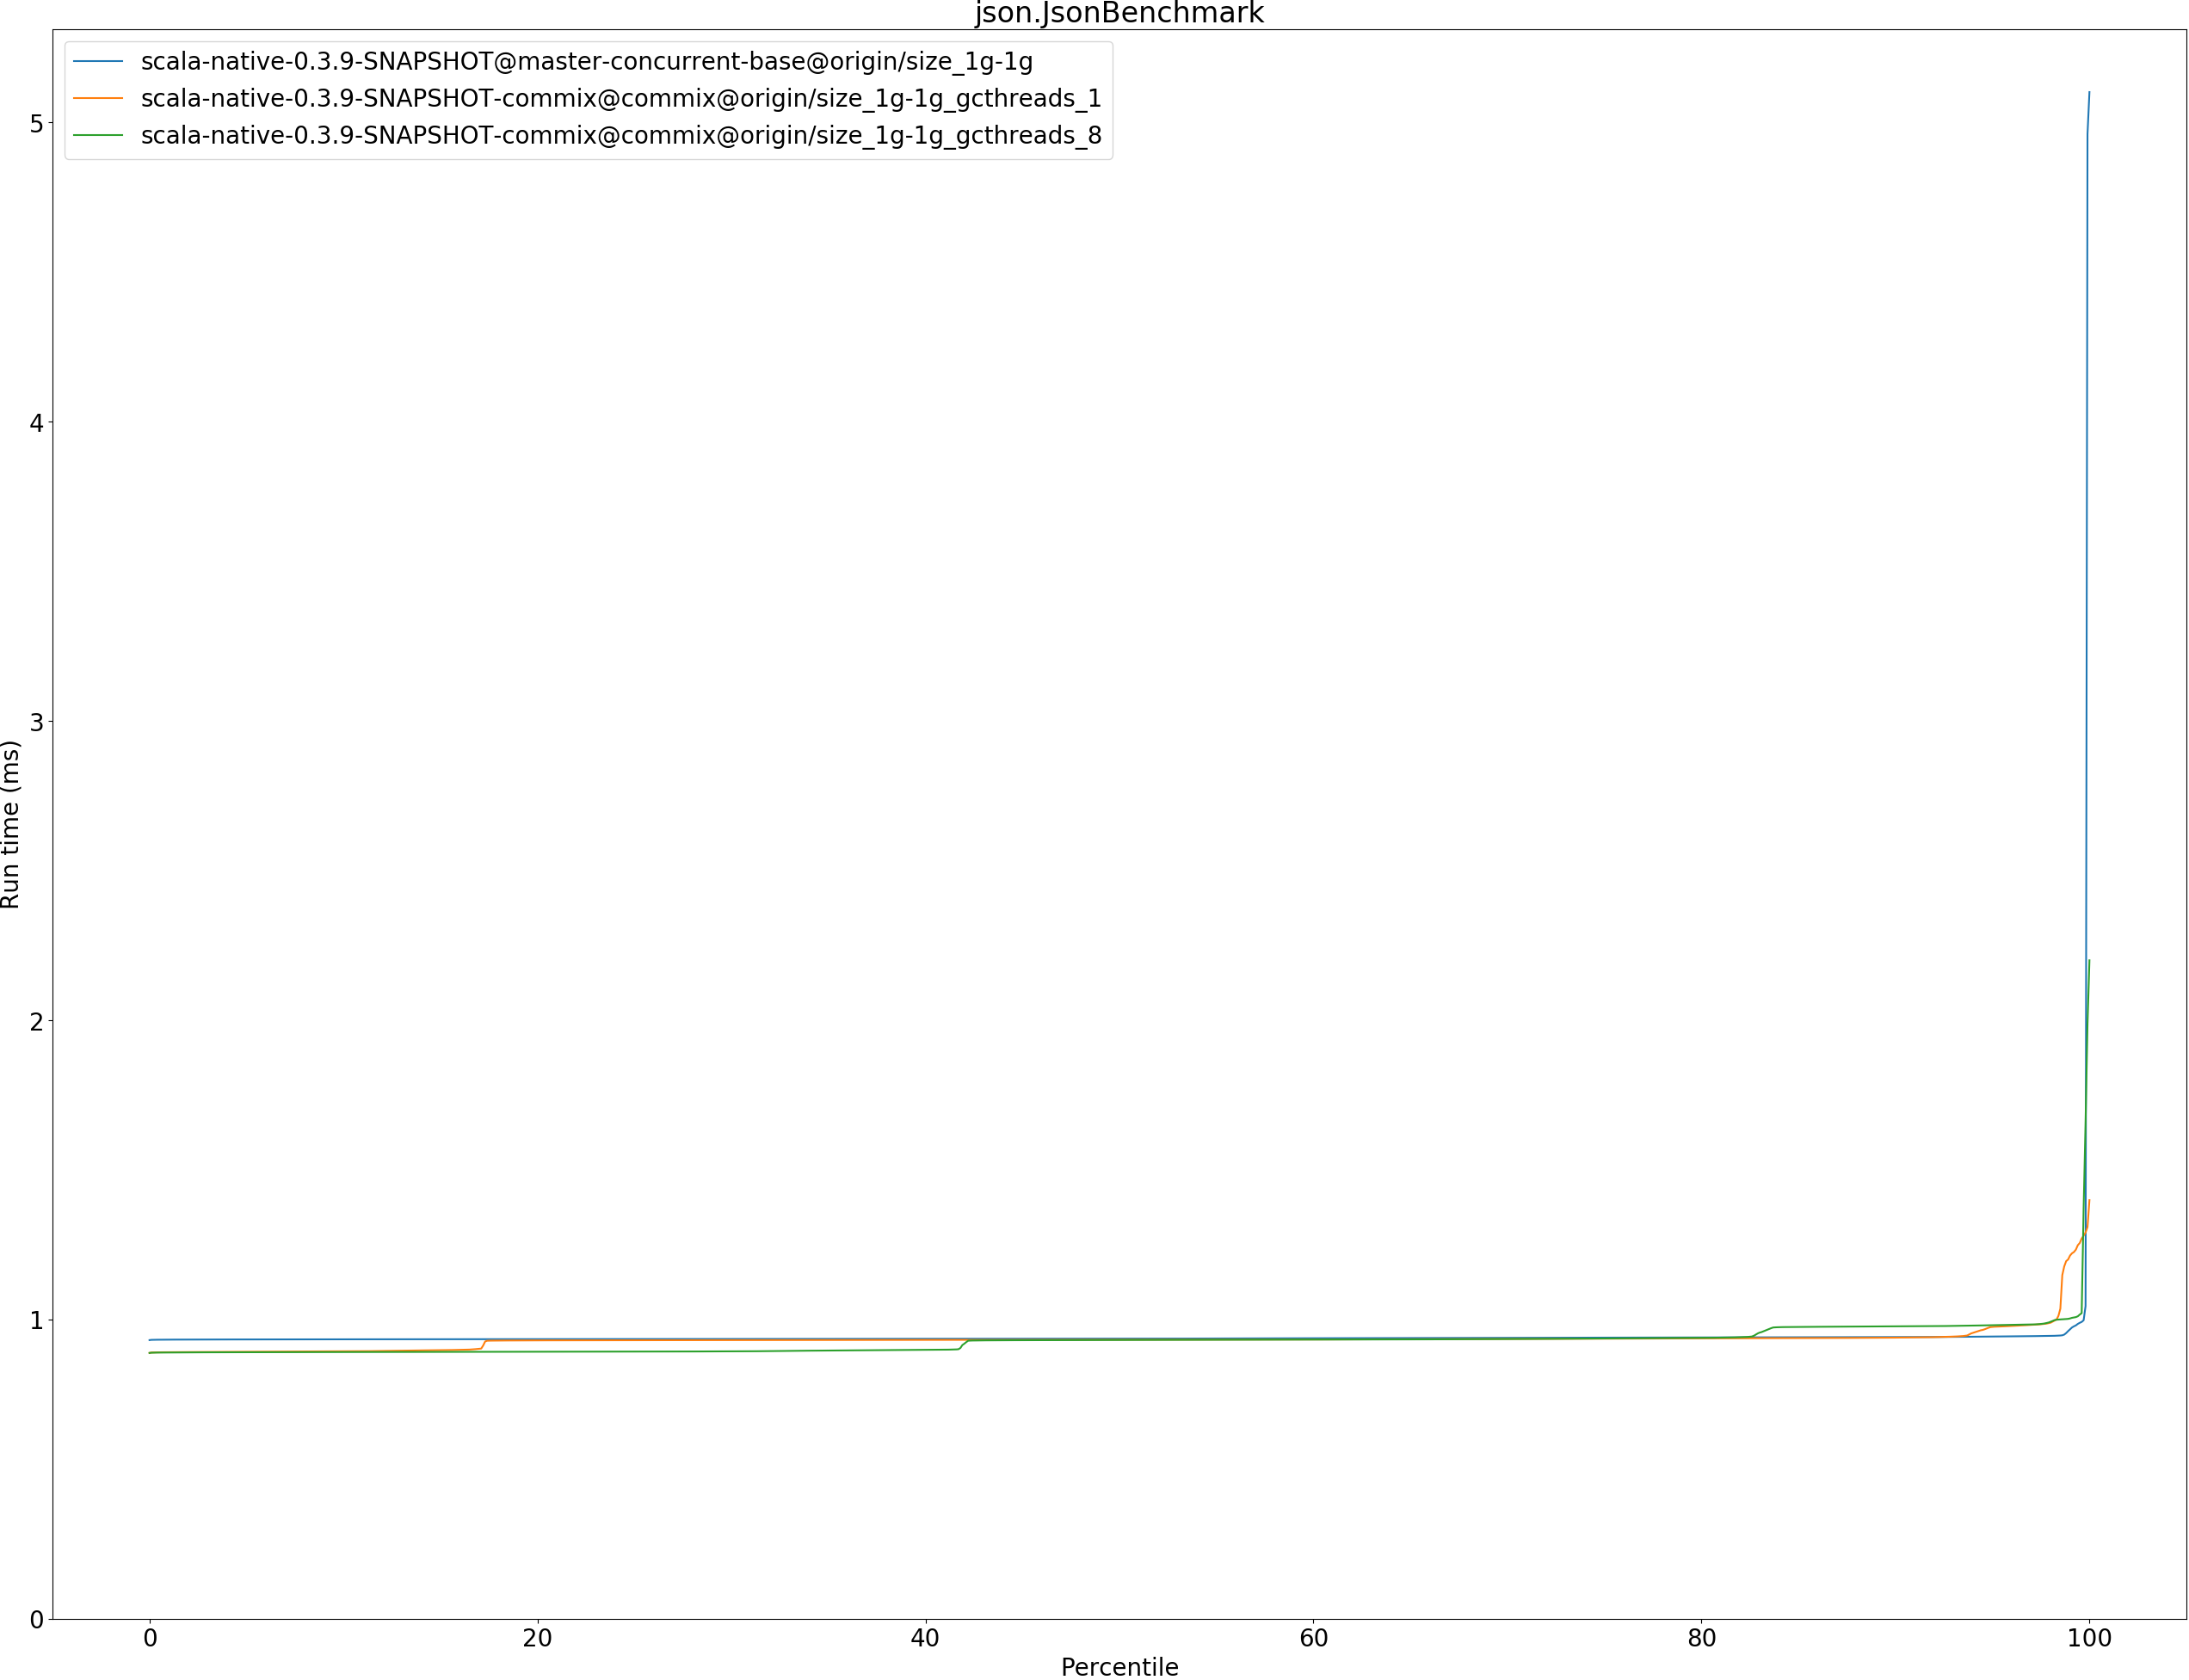 json.JsonBenchmark
scala-native-0.3.9-SNAPSHOT@master-concurrent-base@origin/size_1g-1g
scala-native-0.3.9-SNAPSHOT-commix@commix@origin/size_1g-1g_gcthreads_1
scala-native-0.3.9-SNAPSHOT-commix@commix@origin/size_1g-1g_gcthreads_8
5
4
3
2
1
0
Run time (ms)
0 20 40 60 80 100
Percentile